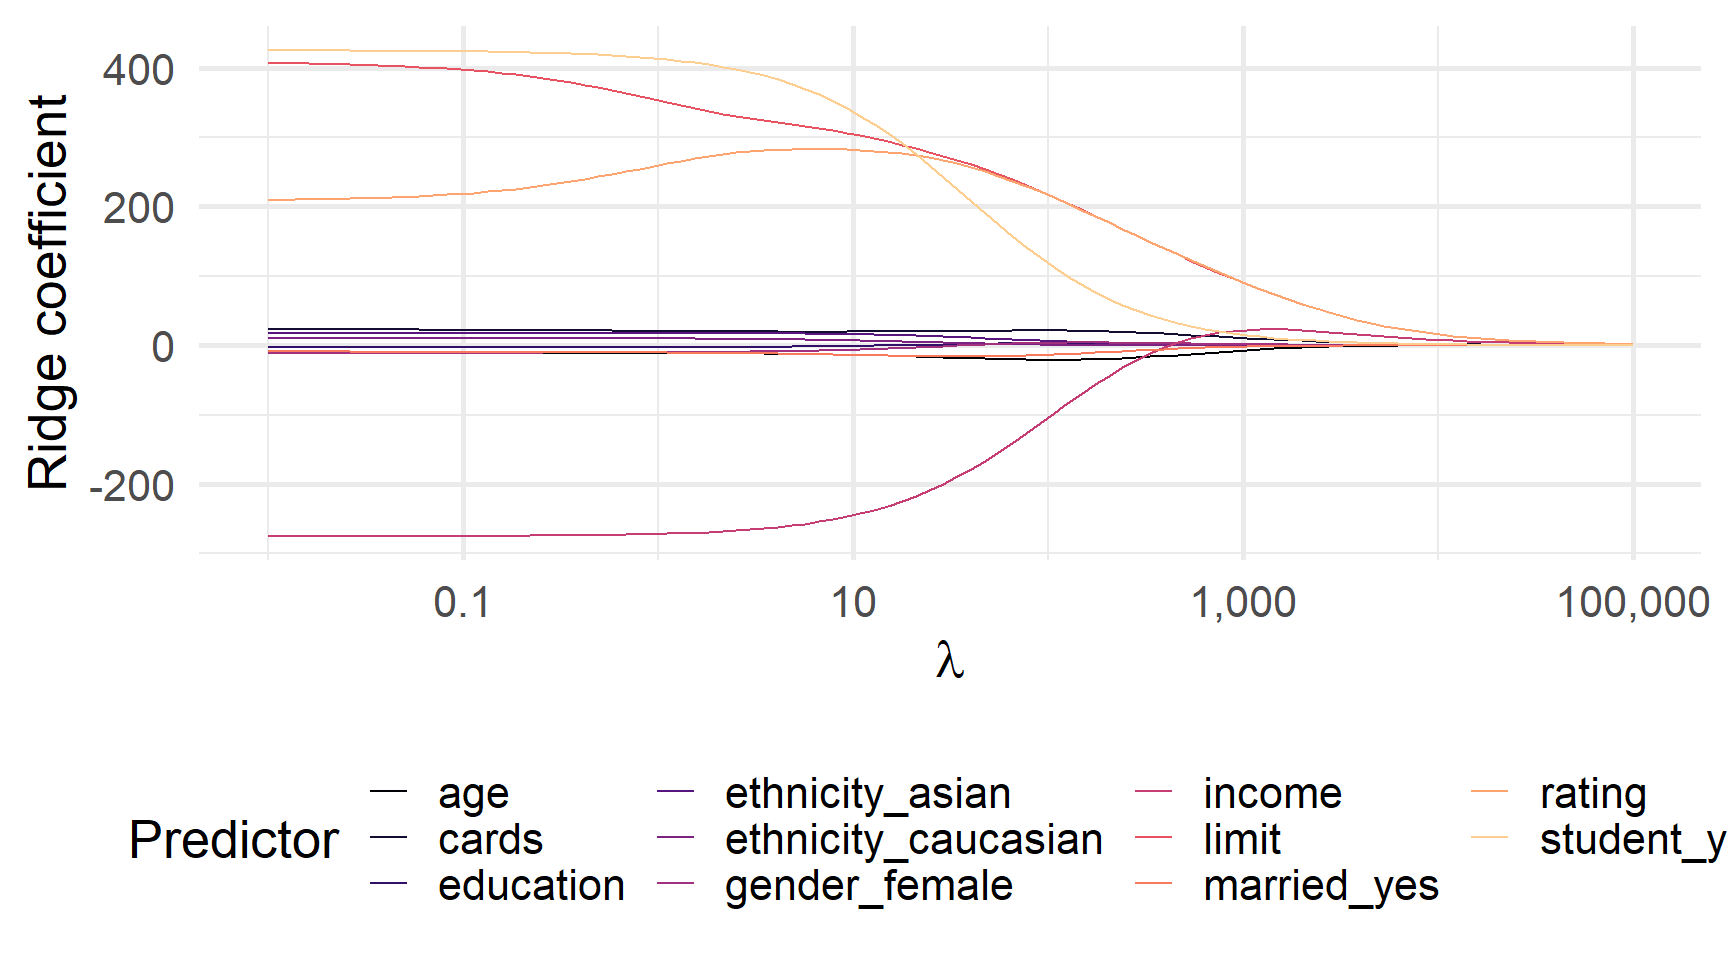 Ridge coefficient
400
200
0
-200
0.1 10 1,000 100,000
λ
Predictor
age ethnicity_asian income rating
cards ethnicity_caucasian limit student_y
education gender_female married_yes